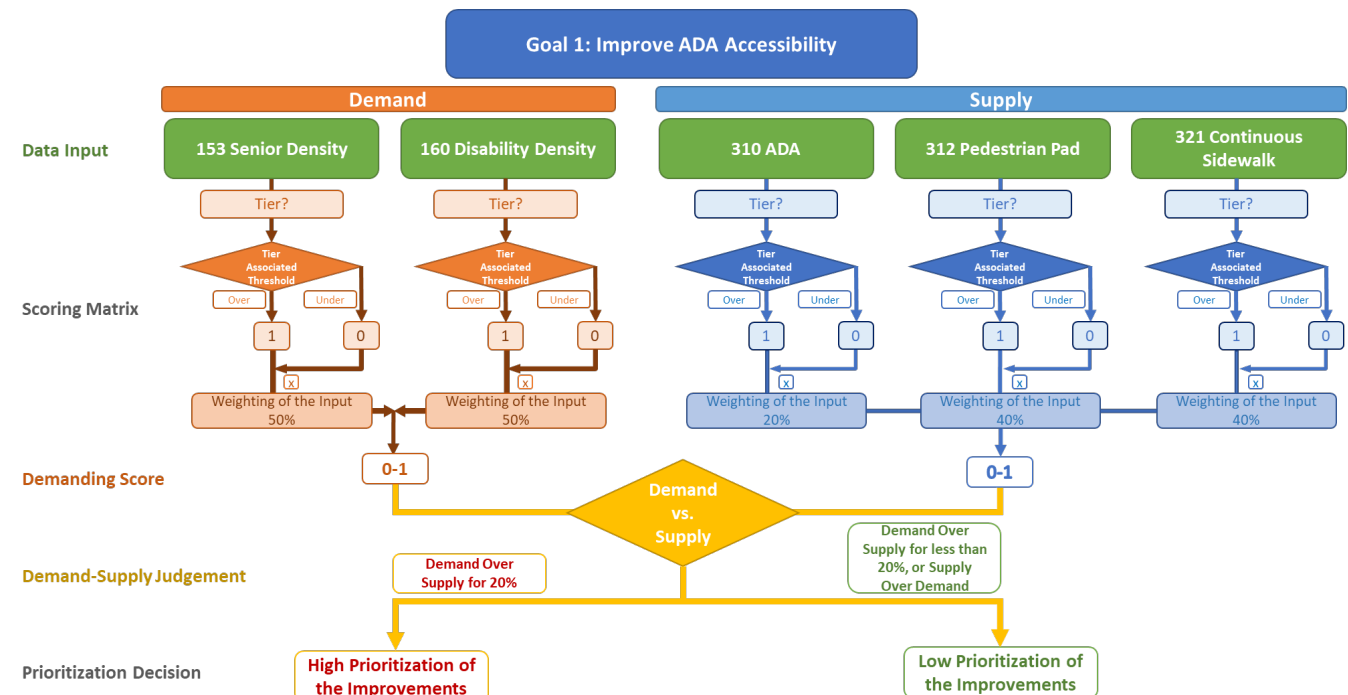 Goal 1: Improve ADA Accessibility
Demand
Supply
Data Input
153 Senior Density
160 Disability Density
310 ADA
312 Pedestrian Pad
321 Continuous
Sidewalk
Tier?
Tier?
Tier?
Tier?
Tier?
Scoring Matrix
Tier
Associated
Threshold
Over
Under
1
0
x
Weighting of the Input
50%
Tier
Associated
Threshold
Over
Under
1
0
x
Weighting of the Input
50%
Tier
Associated
Threshold
Over
Under
1
0
x
Weighting of the Input
20%
Tier
Associated
Threshold
Over
Under
1
0
x
Weighting of the Input
40%
Tier
Associated
Threshold
Over
Under
1
0
x
Weighting of the Input
40%
Demanding Score
0-1
0-1
Demand
vs.
Supply
Demand-Supply Judgement
Demand Over
Supply for 20%
Demand Over
Supply for less than
20%, or Supply
Over Demand
Prioritization Decision
High Prioritization of
the Improvements
Low Prioritization of
the Improvements